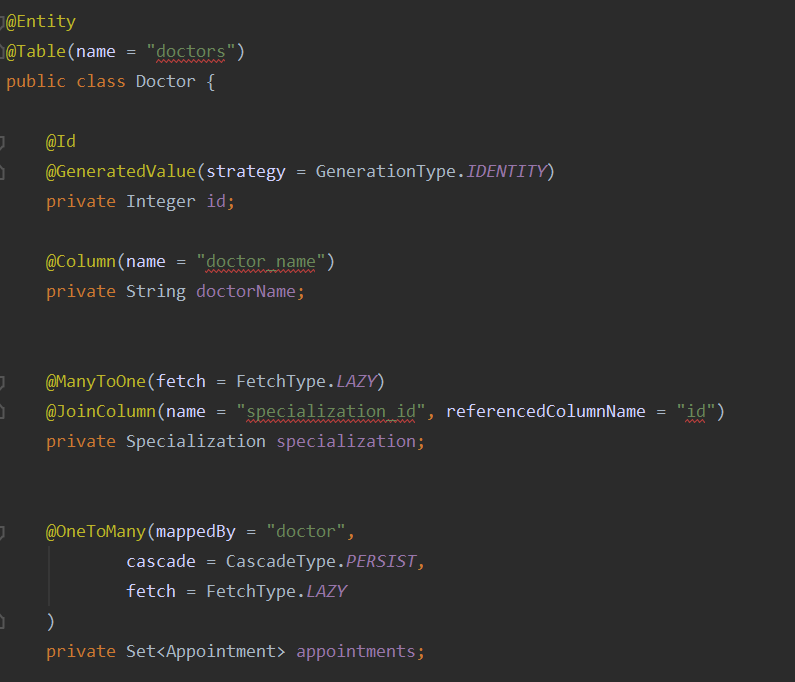 @Entity
@Table(name = "doctors")
public class Doctor {
@Id
@GeneratedValue(strategy = GenerationType.IDENTITY)
private Integer id;
@Column(name = "doctor_name")
private String doctorName;
@ManyToOne(fetch = FetchType.LAZY)
@JoinColumn(name = "specialization_id", referencedColumnName = "id")
private Specialization specialization;
@OneToMany(mappedBy = "doctor",
cascade = CascadeType.PERSIST,
fetch = FetchType.LAZY
)
private Set<Appointment> appointments;